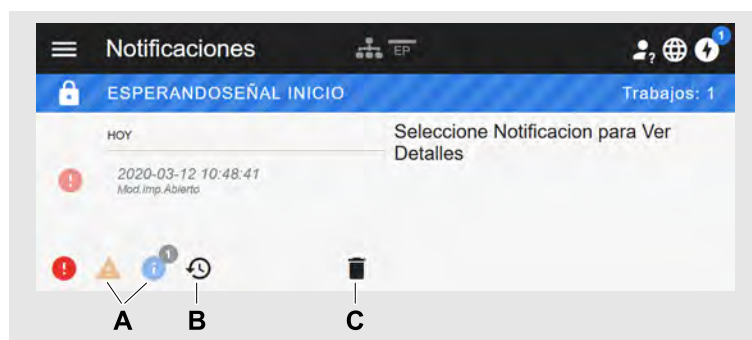 Notificaciones
EP
?
1
ESPERANDOSEÑAL INICIO
Trabajos: 1
HOY
Seleccione Notificacion para Ver
Detalles
2020-03-12 10:48:41
Mod.Imp.Abierto
1
A
B
C